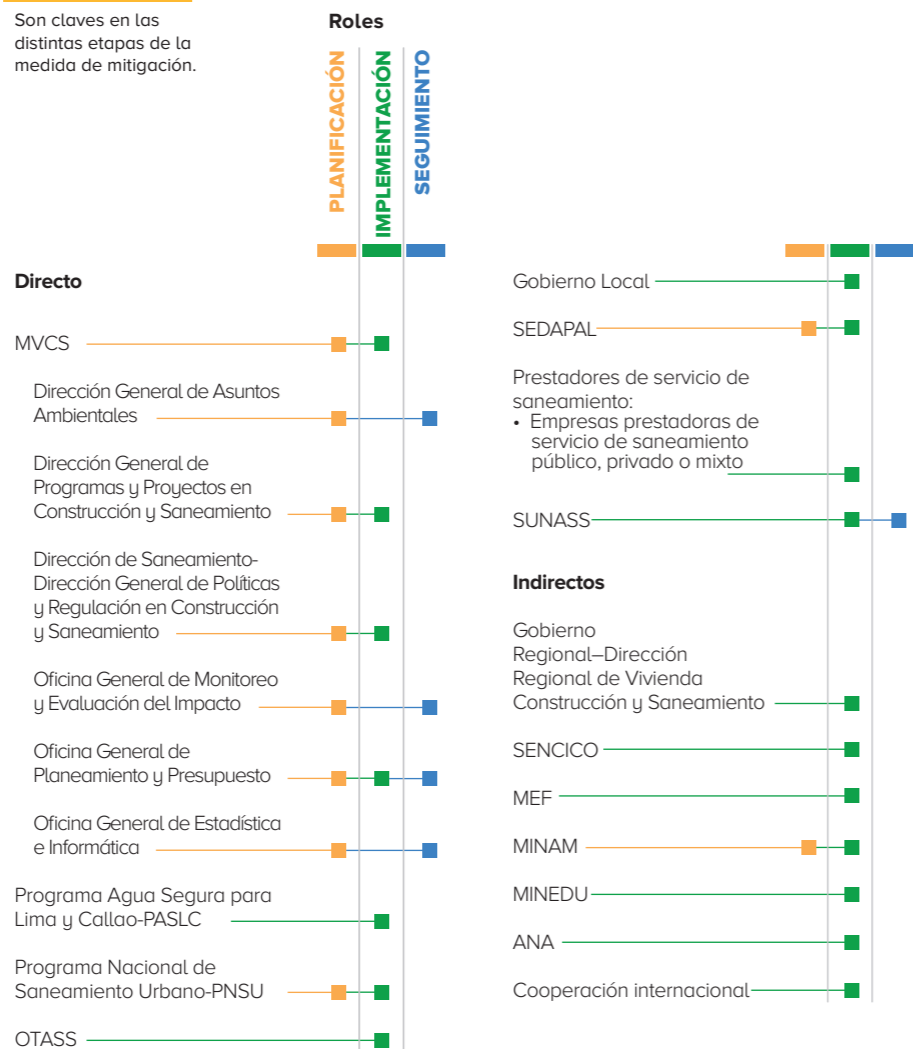 Son claves en las
distintas etapas de la
medida de mitigación.
Roles
PLANIFICACIÓN
IMPLEMENTACIÓN
SEGUIMIENTO
Directo
MVCS
Dirección General de Asuntos
Ambientales
Dirección General de
Programas y Proyectos en
Construcción y Saneamiento
Dirección de Saneamiento-
Dirección General de Políticas
y Regulación en Construcción
y Saneamiento
Oficina General de Monitoreo
y Evaluación del Impacto
Oficina General de
Planeamiento y Presupuesto
Oficina General de Estadística
e Informática
Programa Agua Segura para
Lima y Callao-PASLC
Programa Nacional de
Saneamiento Urbano-PNSU
OTASS
Gobierno Local
SEDAPAL
Prestadores de servicio de
saneamiento:
• Empresas prestadoras de
servicio de saneamiento
público, privado o mixto
SUNASS
Indirectos
Gobierno
Regional–Dirección
Regional de Vivienda
Construcción y Saneamiento
SENCICO
MEF
MINAM
MINEDU
ANA
Cooperación internacional